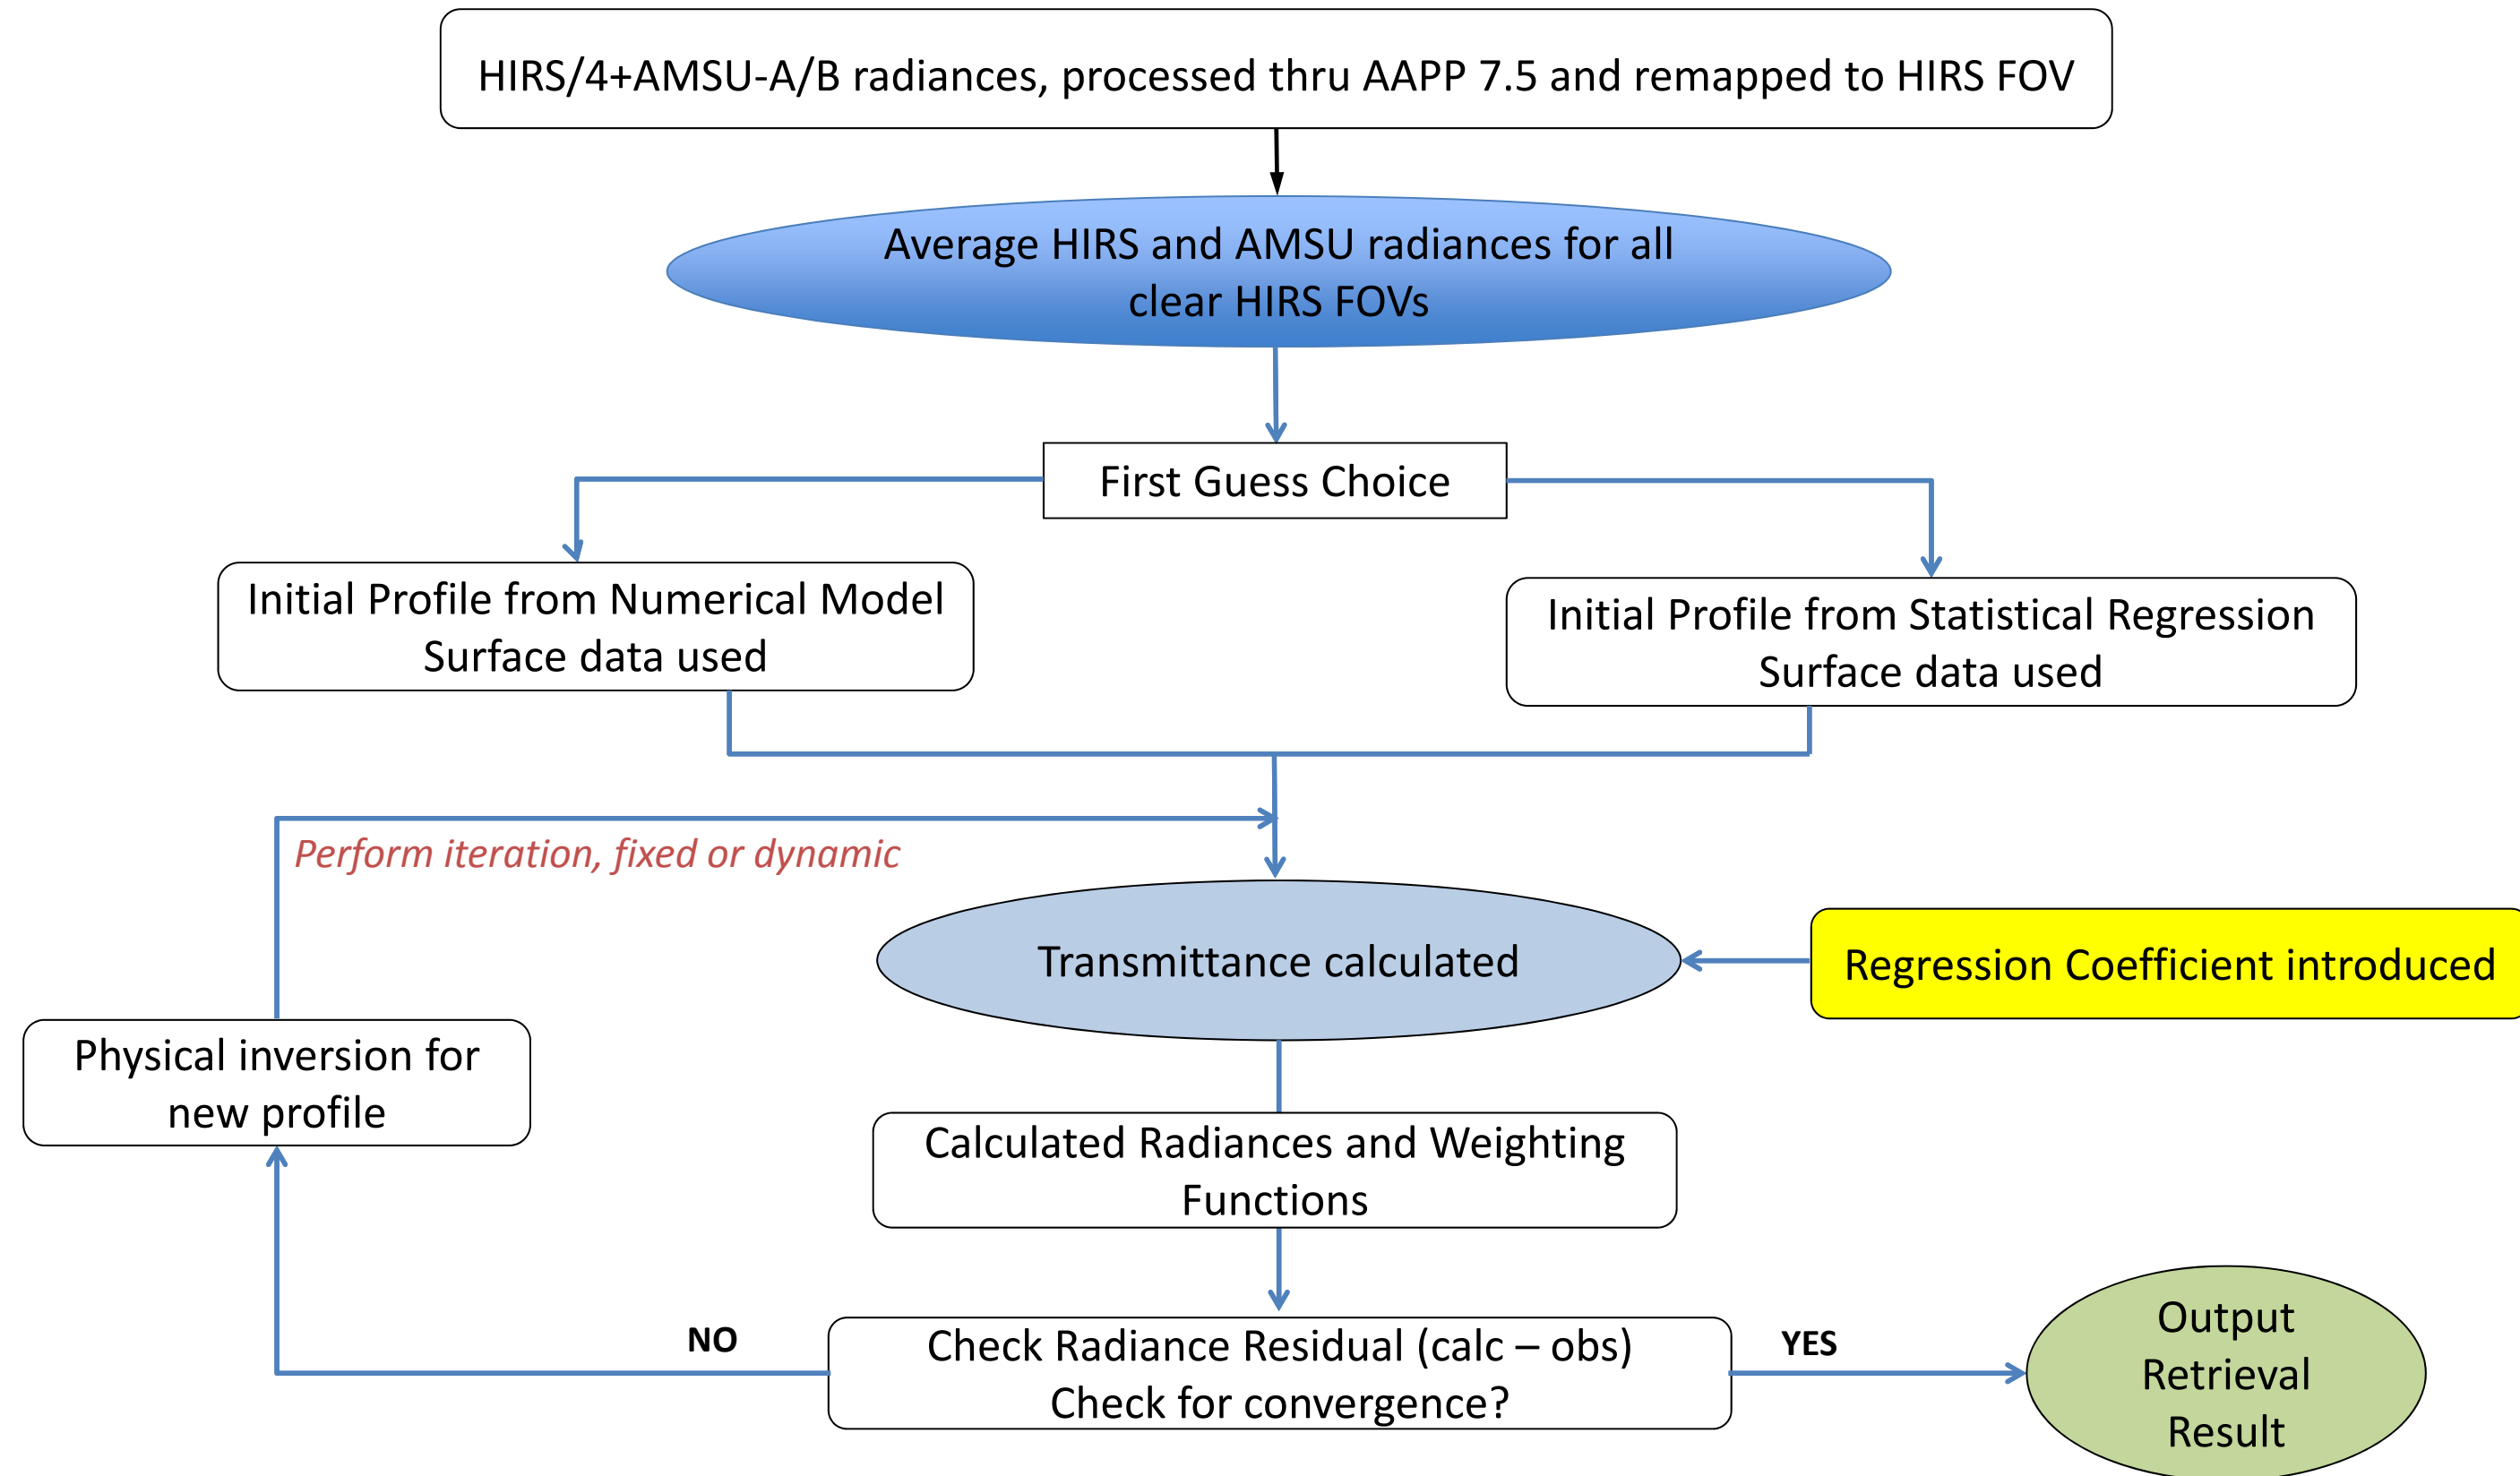 HIRS/4+AMSU-A/B radiances, processed thru AAPP 7.5 and remapped to HIRS FOV
Average HIRS and AMSU radiances for all
clear HIRS FOVs
First Guess Choice
Initial Profile from Numerical Model
Surface data used
Initial Profile from Statistical Regression
Surface data used
Perform iteration, fixed or dynamic
Transmittance calculated
Regression Coefficient introduced
Physical inversion for
new profile
Calculated Radiances and Weighting
Functions
NO
Check Radiance Residual (calc – obs)
Check for convergence?
YES
Output
Retrieval
Result